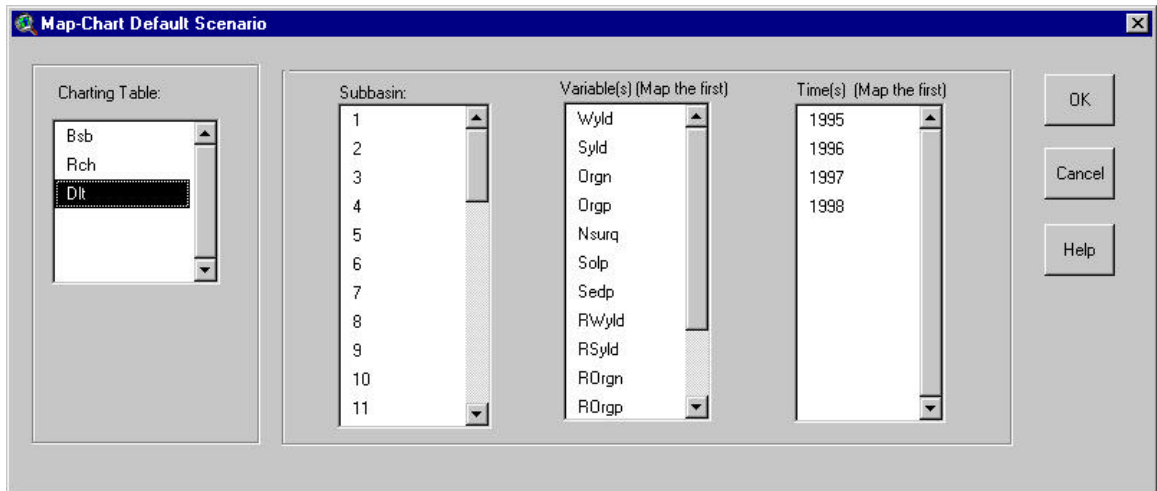 Map-Chart Default Scenario
Charting Table:
Bsb
Rch
Dlt
Subbasin:
1
2
3
4
5
6
7
8
9
10
11
Variable(s) (Map the first)
Wyld
Syld
Orgn
Orgp
Nsurq
Solp
Sedp
RWyld
RSyld
ROrgn
ROrgp
Time(s) (Map the first)
1995
1996
1997
1998
OK
Cancel
Help